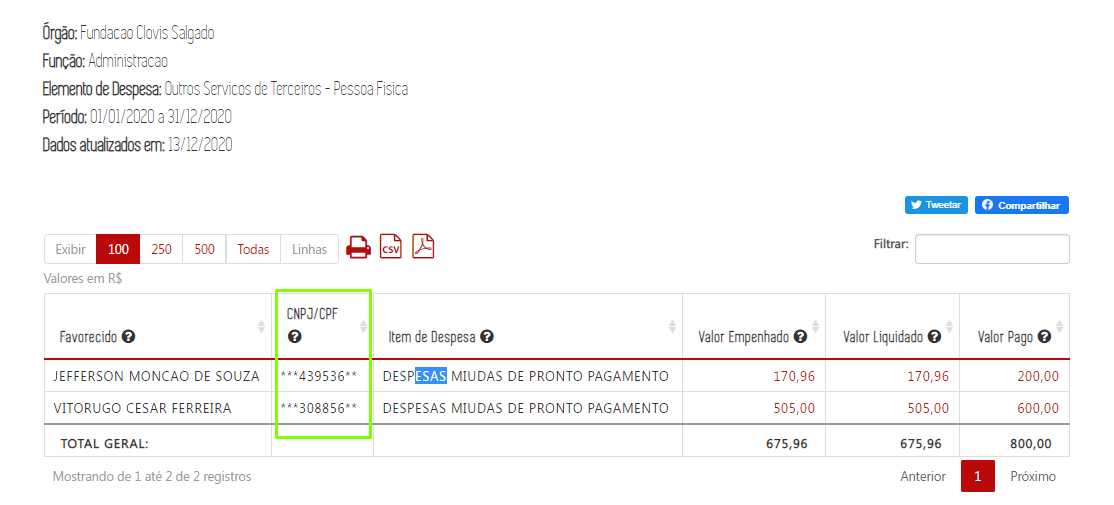 Órgão: Fundacao Clovis Salgado
Função: Administracao
Elemento de Despesa: Outros Servicos de Terceiros - Pessoa Fisica
Período: 01/01/2020 a 31/12/2020
Dados atualizados em: 13/12/2020
Tweetar Compartilhar
Exibir 100 250 500 Todas Linhas CSV Filtrar:
Valores em R$
Favorecido ? CNPJ/CPF ? Item de Despesa ? Valor Empenhado ? Valor Liquidado ? Valor Pago ?
JEFFERSON MONCAO DE SOUZA ***439536** DESPESAS MIUDAS DE PRONTO PAGAMENTO 170,96 170,96 200,00
VITORUGO CESAR FERREIRA ***308856** DESPESAS MIUDAS DE PRONTO PAGAMENTO 505,00 505,00 600,00
TOTAL GERAL: 675,96 675,96 800,00
Mostrando de 1 até 2 de 2 registros Anterior 1 Próximo